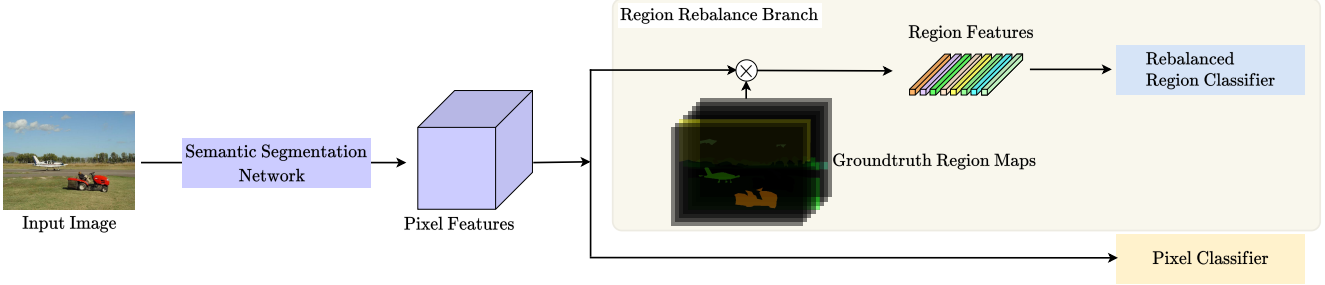 Region Rebalance Branch
Region Features
Rebalanced
Region Classifier
Semantic Segmentation
Network
Groundtruth Region Maps
Input Image
Pixel Features
Pixel Classifier